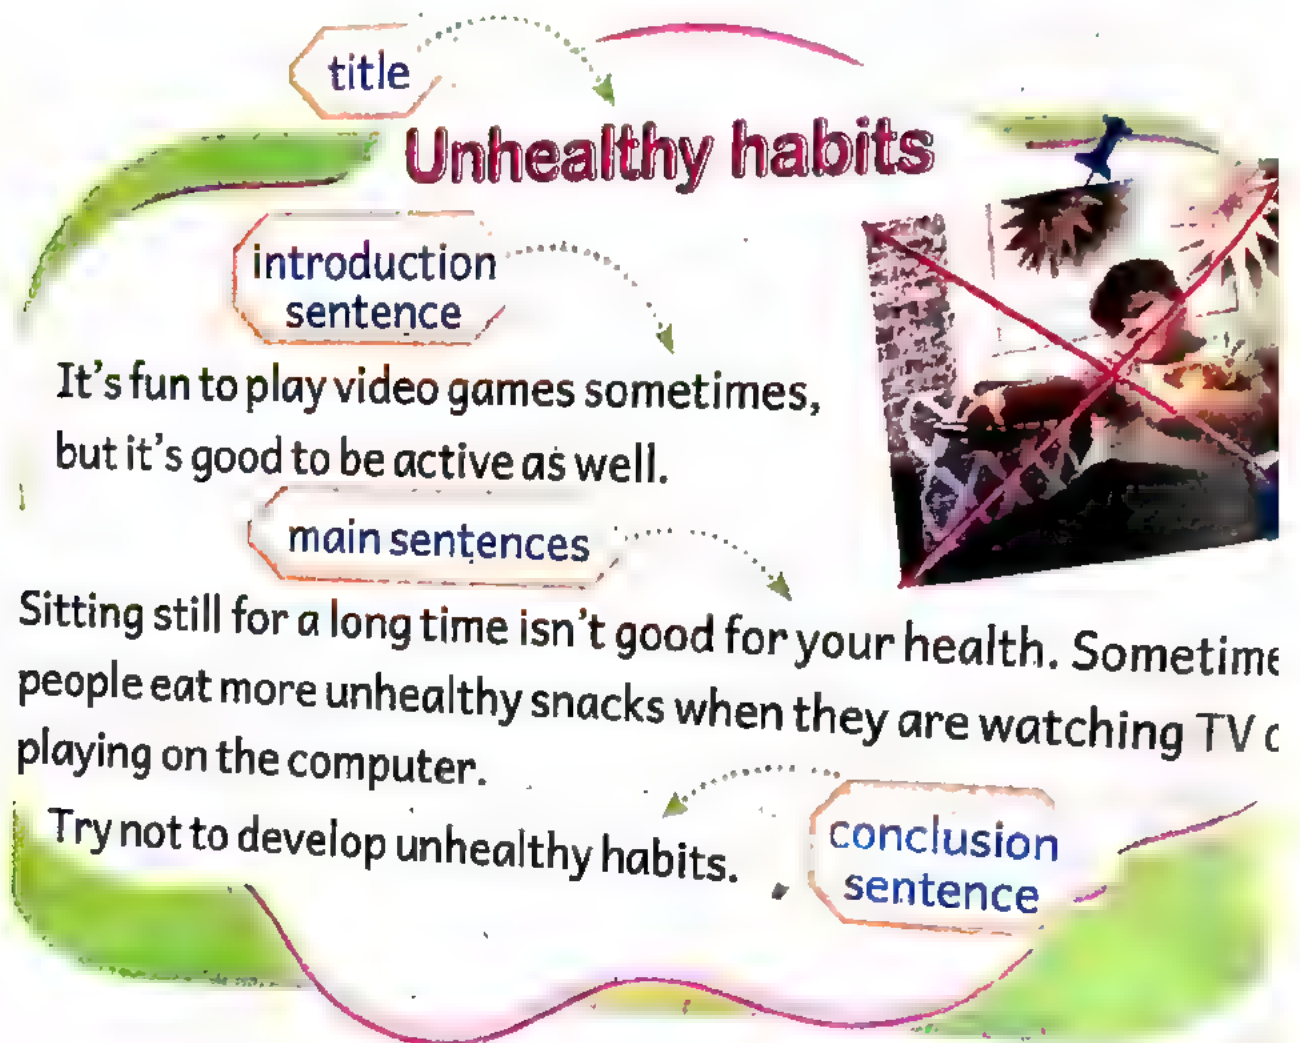 title
Unhealthy habits
introduction
sentence
It's fun to play video games sometimes,
but it's good to be active as well.
main sentences
Sitting still for a long time isn't good for your health. Sometime
people eat more unhealthy snacks when they are watching TV
playing on the computer.
Try not to develop unhealthy habits.
conclusion
sentence